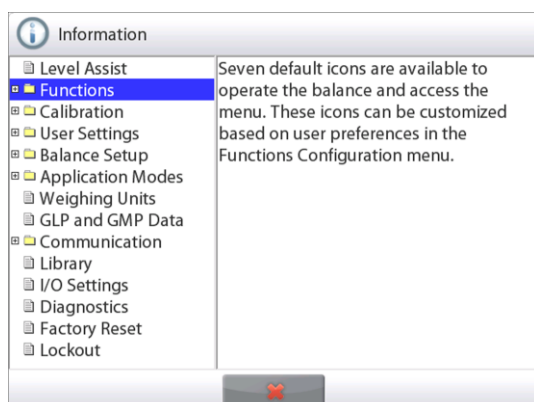 Information
Level Assist
Functions
Calibration
User Settings
Balance Setup
Application Modes
Weighing Units
GLP and GMP Data
Communication
Library
I/O Settings
Diagnostics
Factory Reset
Lockout
Seven default icons are available to
operate the balance and access the
menu. These icons can be customized
based on user preferences in the
Functions Configuration menu.